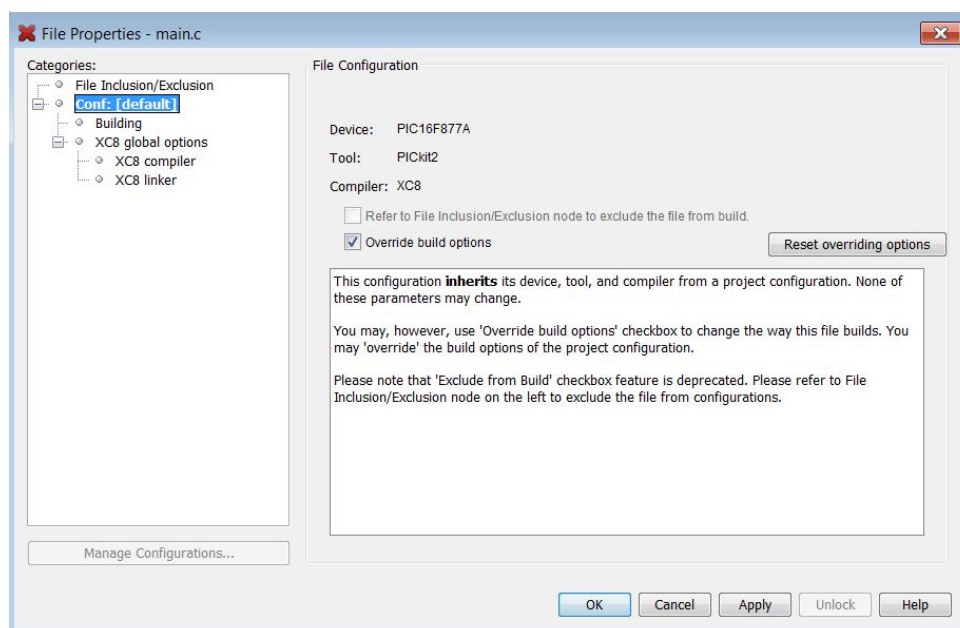 File Properties - main.c
Categories:
File Inclusion/Exclusion
Conf: [default]
Building
XC8 global options
XC8 compiler
XC8 linker
Manage Configurations...
File Configuration
Device: PIC16F877A
Tool: PICkit2
Compiler: XC8
Refer to File Inclusion/Exclusion node to exclude the file from build.
Override build options
Reset overriding options
This configuration inherits its device, tool, and compiler from a project configuration. None of
these parameters may change.
You may, however, use 'Override build options' checkbox to change the way this file builds. You
may 'override' the build options of the project configuration.
Please note that 'Exclude from Build' checkbox feature is deprecated. Please refer to File
Inclusion/Exclusion node on the left to exclude the file from configurations.
OK
Cancel
Apply
Unlock
Help